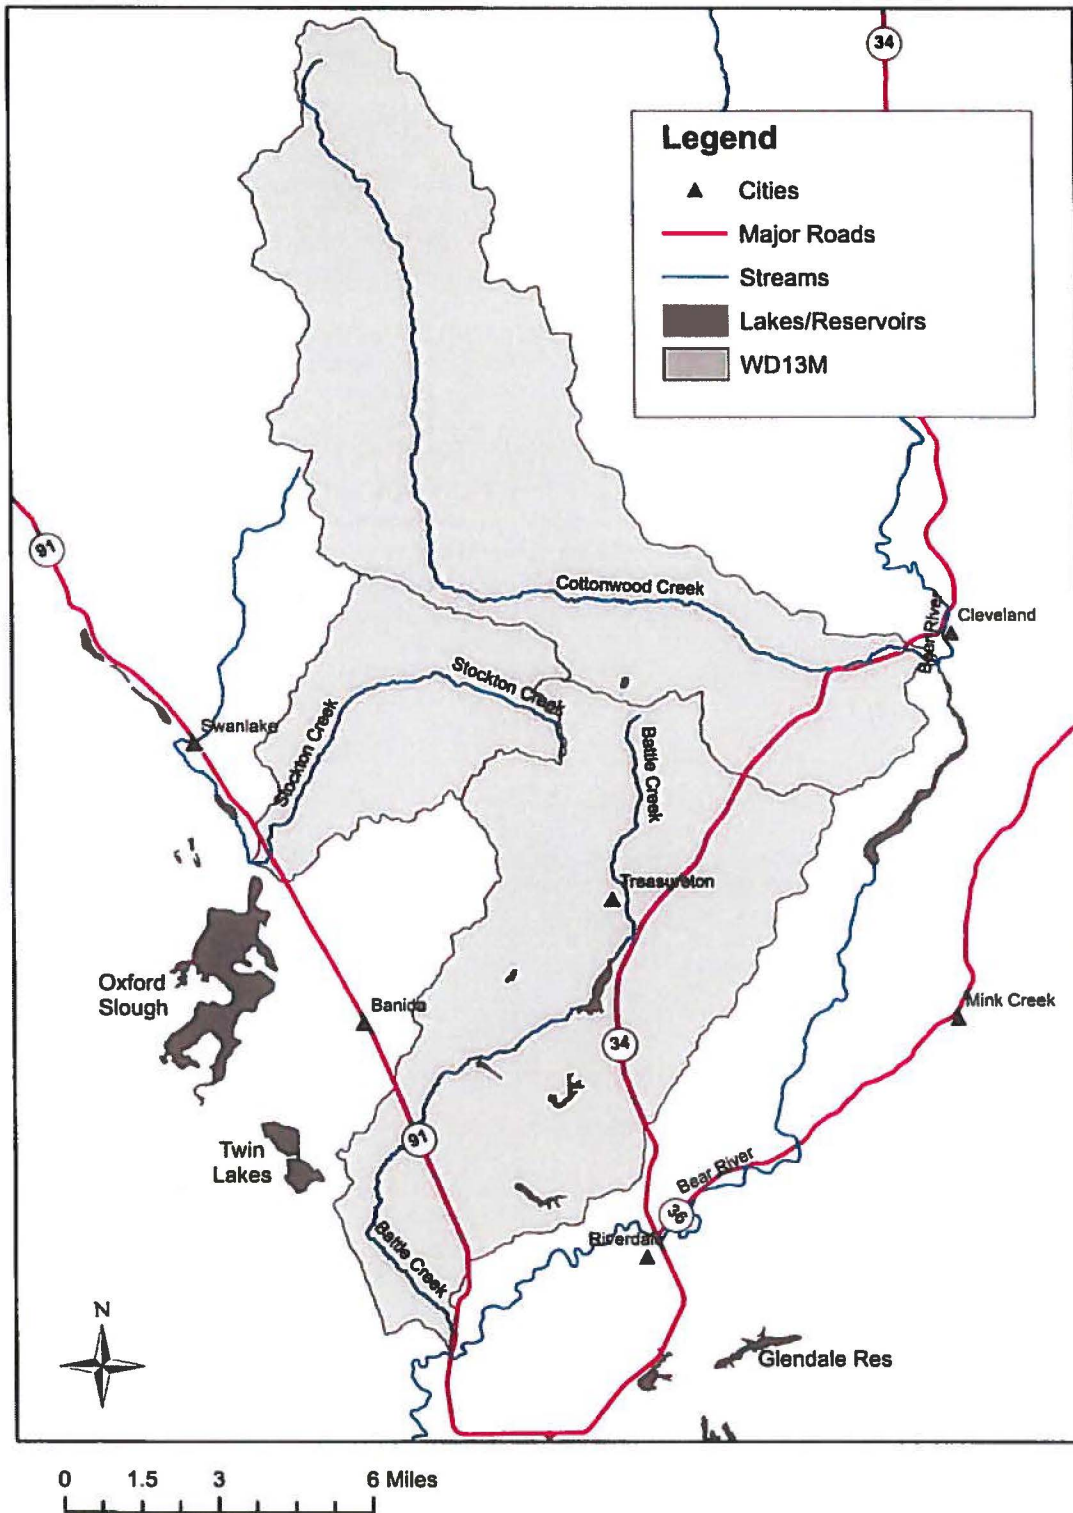 34
Legend
Cities
Major Roads
Streams
Lakes/Reservoirs
WD13M
91
Cottonwood Creek
Bear River
Cleveland
Stockton Creek
Stockton Creek
Swanlake
Battle Creek
Treasureton
Oxford
Slough
Banida
Mink Creek
34
91
Twin
Lakes
Bear River
36
Riverdale
Battle Creek
N
Glendale Res
0 1.5 3 6 Miles